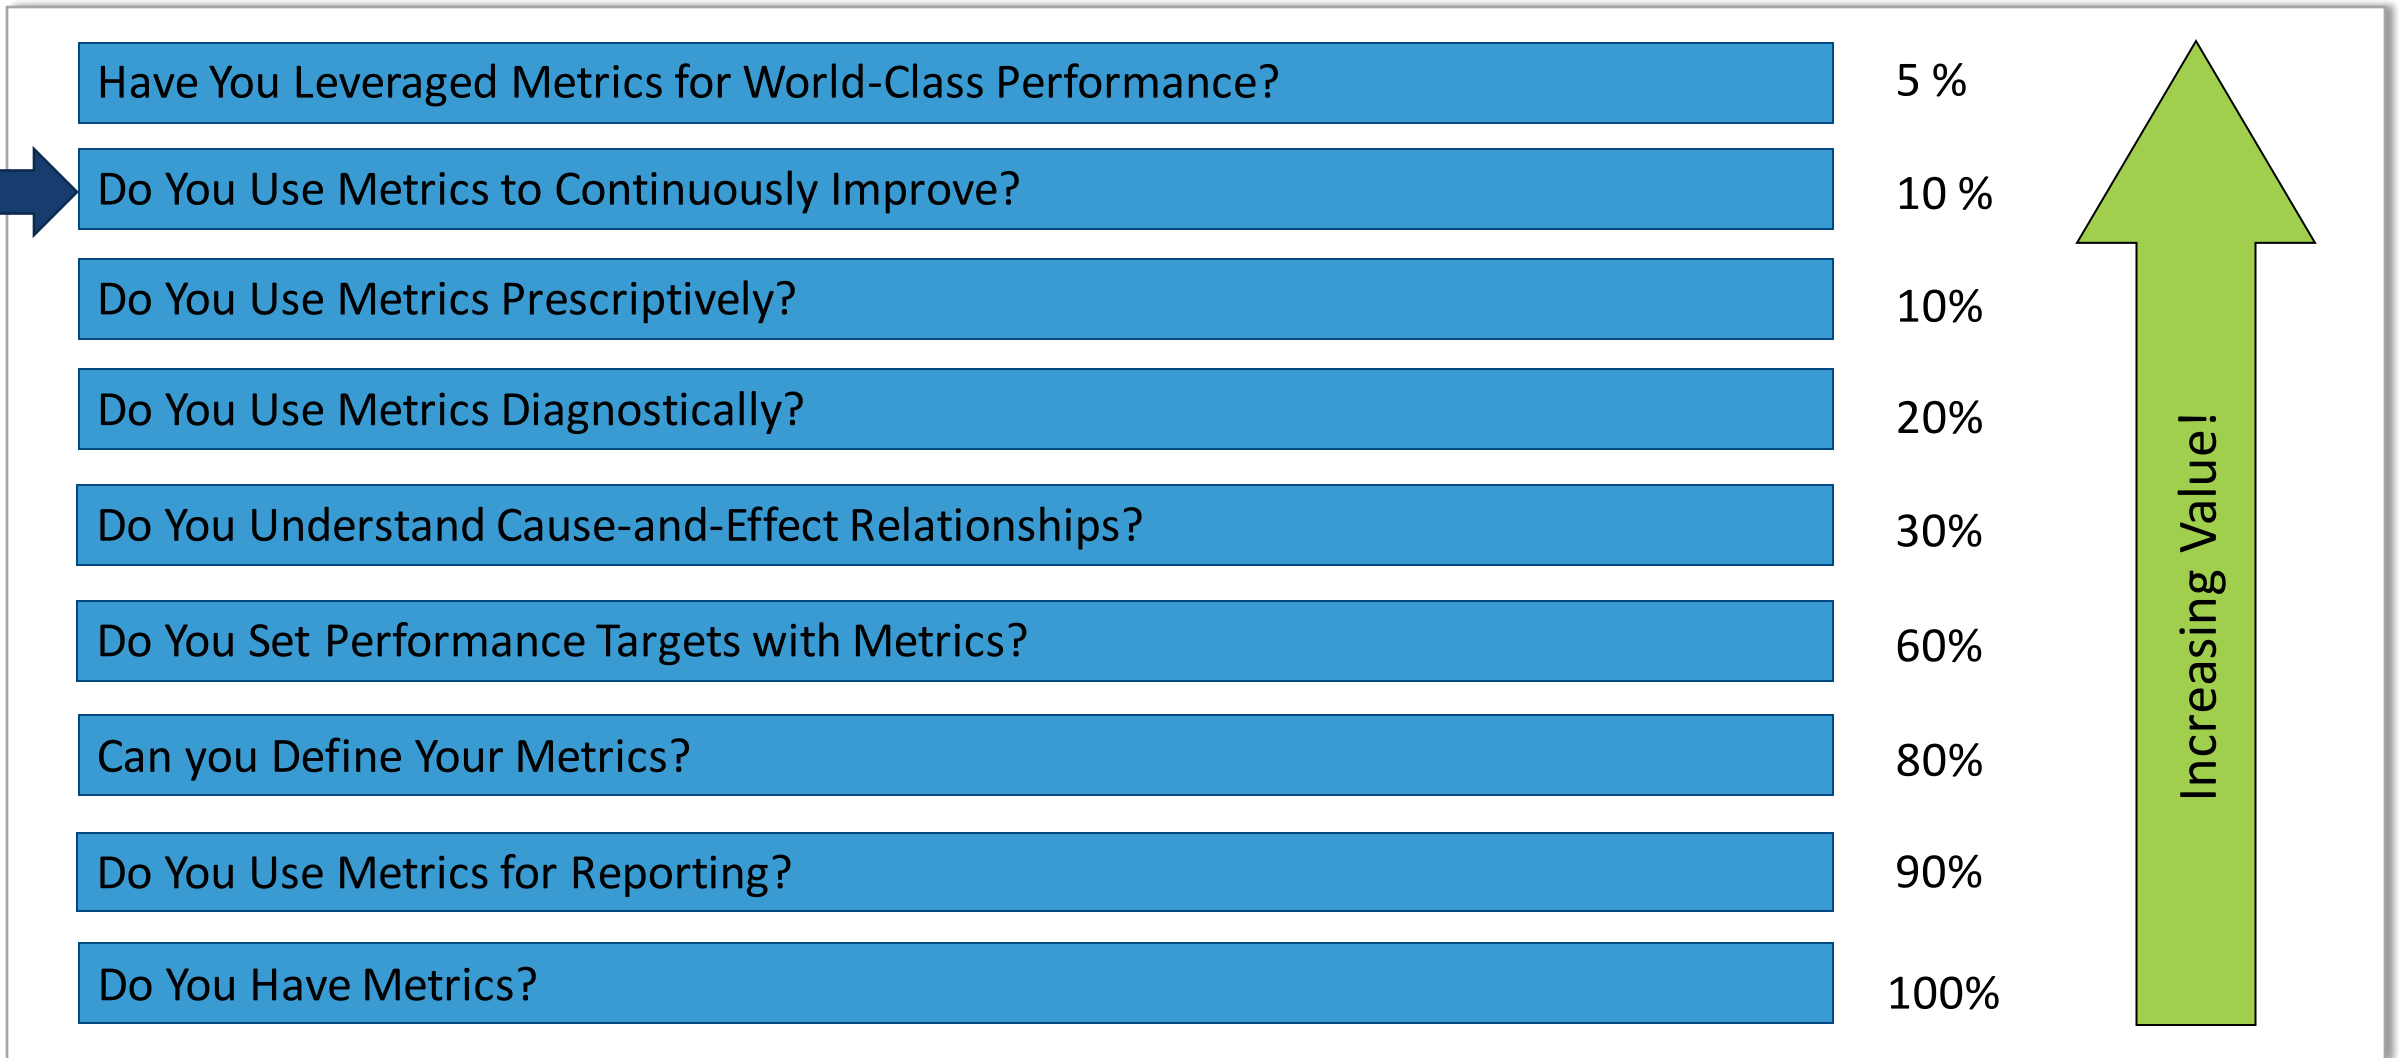 Have You Leveraged Metrics for World-Class Performance? 5 %
Do You Use Metrics to Continuously Improve? 10 %
Do You Use Metrics Prescriptively? 10%
Do You Use Metrics Diagnostically? 20%
Do You Understand Cause-and-Effect Relationships? 30%
Do You Set Performance Targets with Metrics? 60%
Can you Define Your Metrics? 80%
Do You Use Metrics for Reporting? 90%
Do You Have Metrics? 100%
Increasing Value!